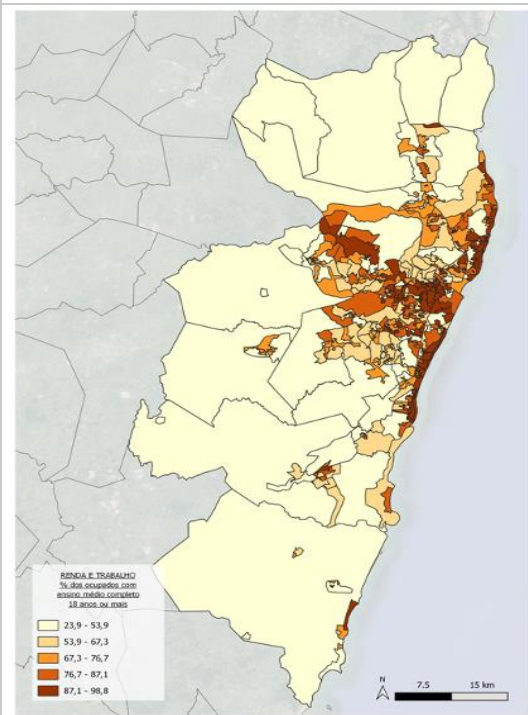 RENDA E TRABALHO
% dos ocupados com
ensino médio completo
18 anos ou mais
23,9 - 53,9
53,9 - 67,3
67,3 - 76,7
76,7 - 87,1
87,1 - 98,8
N
7.5 15 km